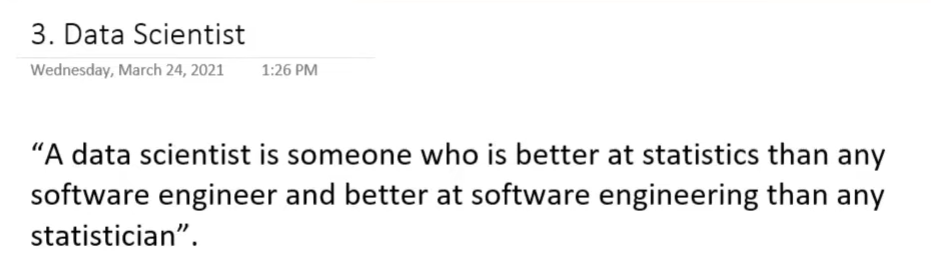 3. Data Scientist
Wednesday, March 24, 2021 1:26 PM
“A data scientist is someone who is better at statistics than any
software engineer and better at software engineering than any
statistician”.